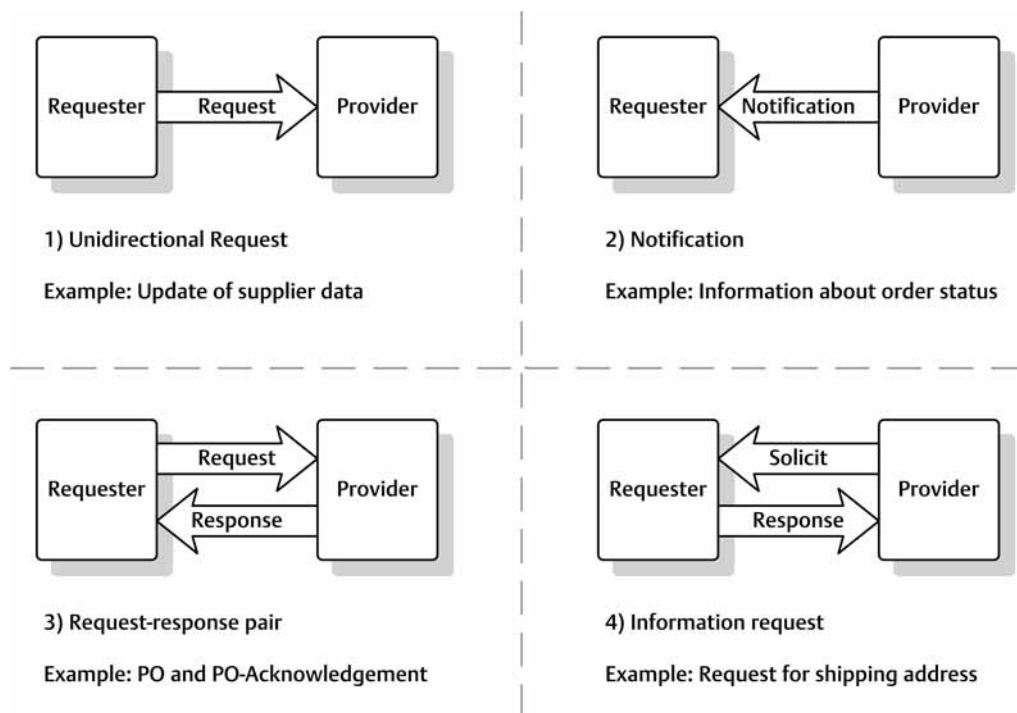 Requester
Request
Provider
1) Unidirectional Request
Example: Update of supplier data
Requester
Notification
Provider
2) Notification
Example: Information about order status
Requester
Request
Response
Provider
3) Request-response pair
Example: PO and PO-Acknowledgement
Requester
Solicit
Response
Provider
4) Information request
Example: Request for shipping address